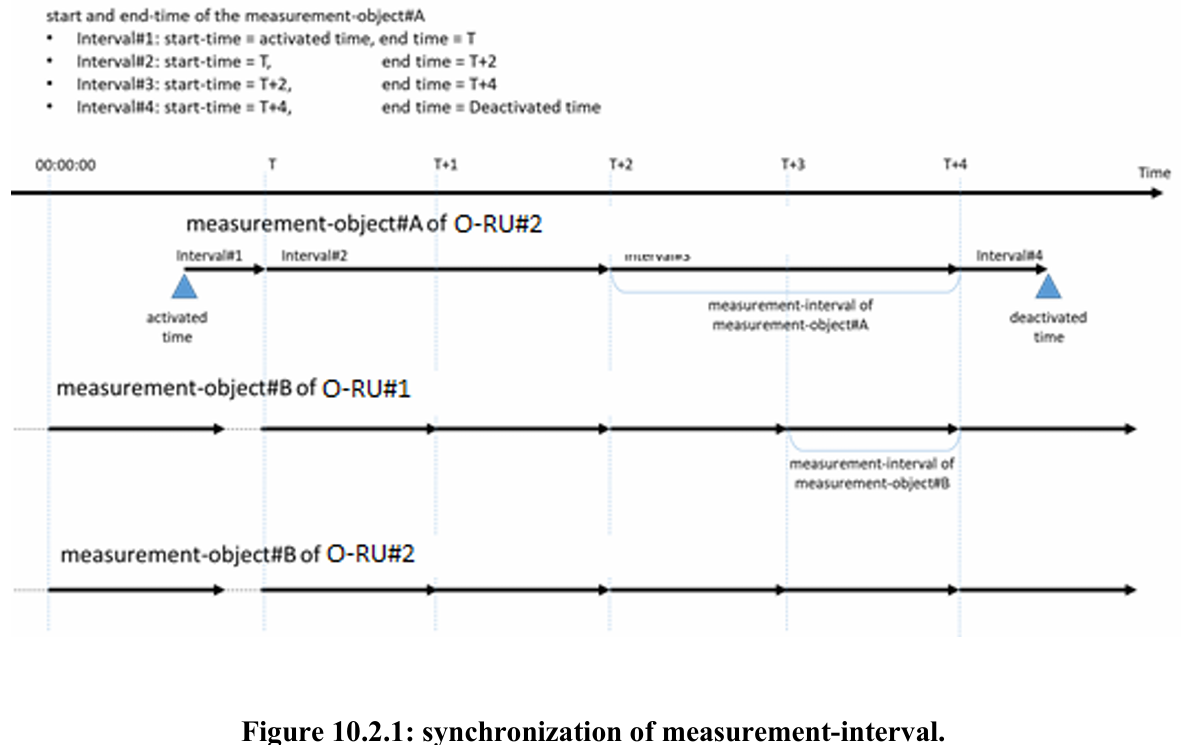 start and end-time of the measurement-object#A
• Interval#1: start-time = activated time, end time = T
• Interval#2: start-time = T, end time = T+2
• Interval#3: start-time = T+2, end time = T+4
• Interval#4: start-time = T+4, end time = Deactivated time
00:00:00 T T+1 T+2 T+3 T+4
Time
measurement-object#A of O-RU#2
Interval#1 Interval#2 Interval#3 Interval#4
measurement-interval of
measurement-object#A
activated
time
deactivated
time
measurement-object#B of O-RU#1
measurement-interval of
measurement-object#B
measurement-object#B of O-RU#2
Figure 10.2.1: synchronization of measurement-interval.